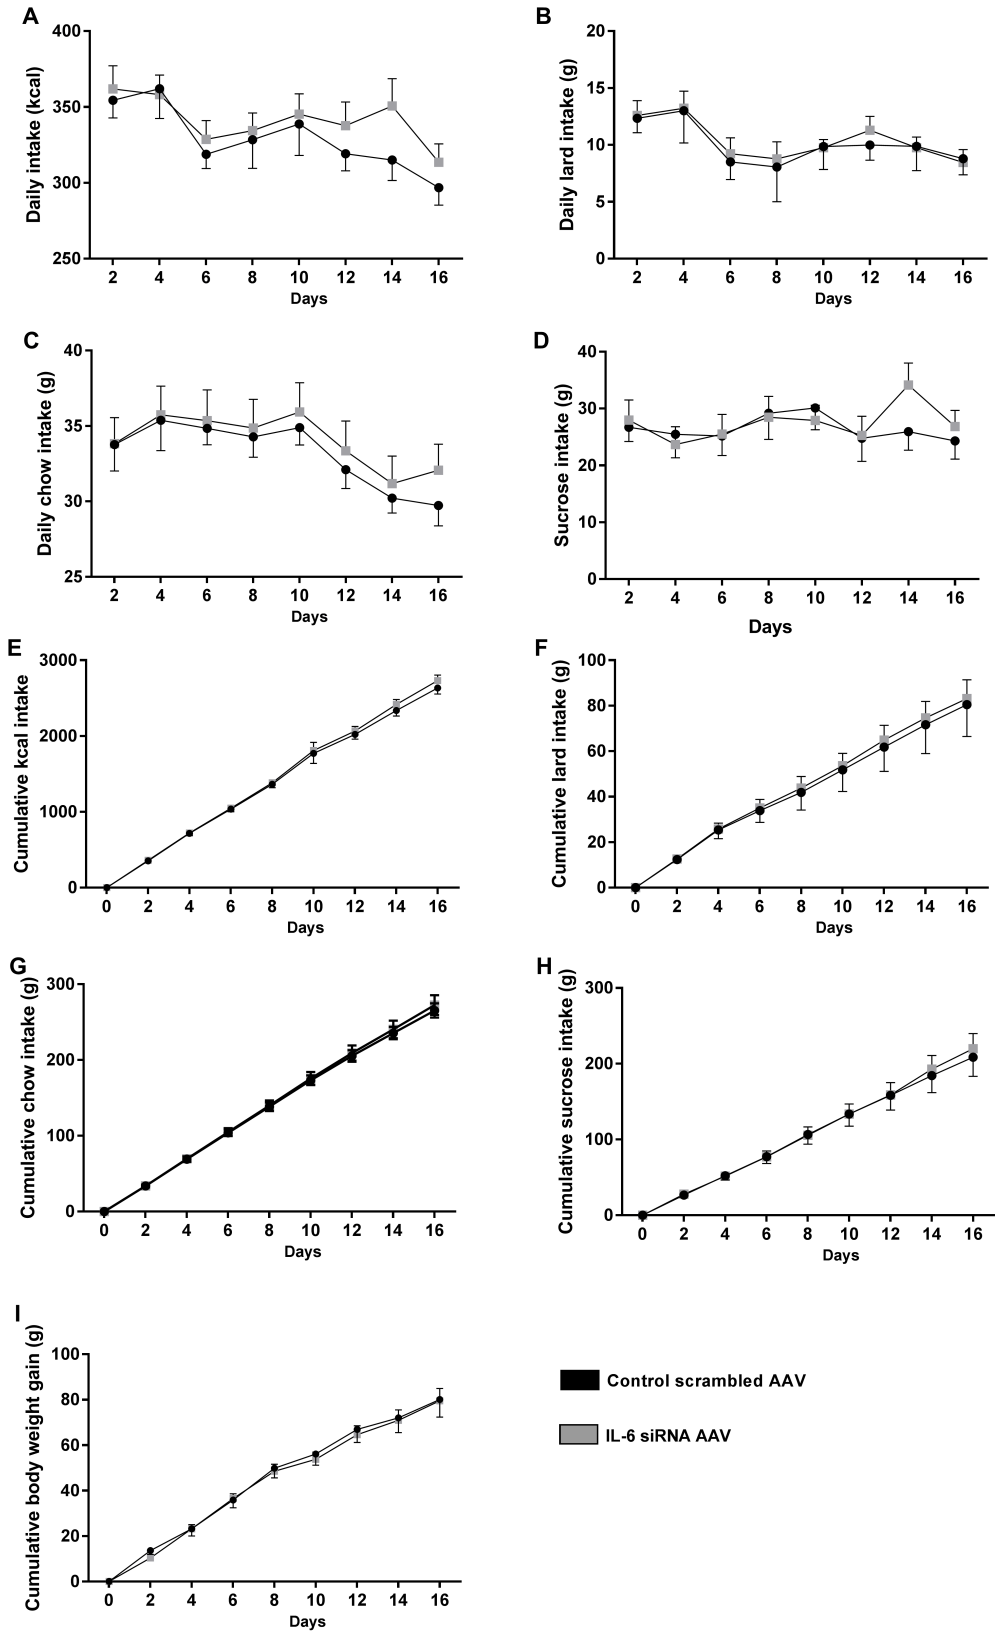 A
Daily intake (kcal)
400
350
300
250
2 4 6 8 10 12 14 16
Days
B
Daily lard intake (g)
20
15
10
5
0
2 4 6 8 10 12 14 16
Days
C
Daily chow intake (g)
40
35
30
25
2 4 6 8 10 12 14 16
Days
D
Sucrose intake (g)
40
30
20
10
0
2 4 6 8 10 12 14 16
Days
E
Cumulative kcal intake
3000
2000
1000
0
0 2 4 6 8 10 12 14 16
Days
F
Cumulative lard intake (g)
100
80
60
40
20
0
0 2 4 6 8 10 12 14 16
Days
G
Cumulative chow intake (g)
300
200
100
0
0 2 4 6 8 10 12 14 16
Days
H
Cumulative sucrose intake (g)
300
200
100
0
0 2 4 6 8 10 12 14 16
Days
I
Cumulative body weight gain (g)
100
80
60
40
20
0
0 2 4 6 8 10 12 14 16
Days
Control scrambled AAV
IL-6 siRNA AAV